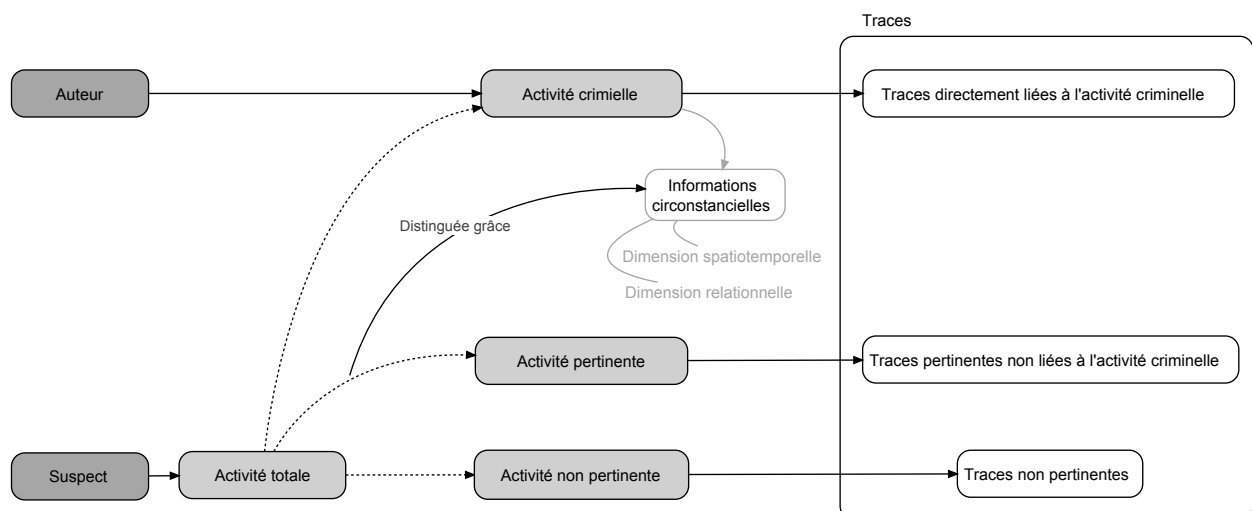 Traces
Auteur
Activité crimielle
Traces directement liées à l'activité criminelle
Informations
circonstancielles
Distinguée grâce
Dimension spatiotemporelle
Dimension relationnelle
Activité pertinente
Traces pertinentes non liées à l'activité criminelle
Suspect
Activité totale
Activité non pertinente
Traces non pertinentes